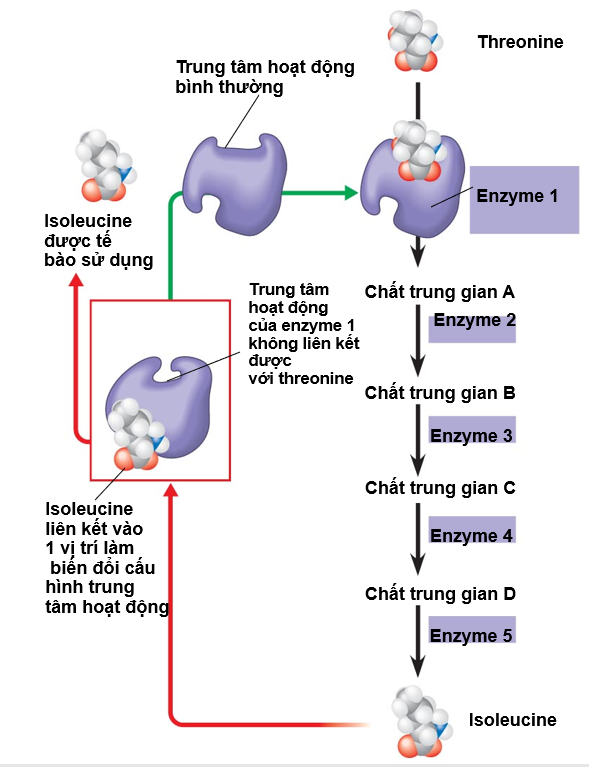 Threonine
Trung tâm hoạt động
bình thường
Enzyme 1
Isoleucine
được tế
bào sử dụng
Trung tâm
hoạt động
của enzyme 1
không liên kết
được
với threonine
Chất trung gian A
Enzyme 2
Chất trung gian B
Enzyme 3
Chất trung gian C
Enzyme 4
Chất trung gian D
Enzyme 5
Isoleucine
liên kết vào
1 vị trí làm
biến đổi cấu
hình trung
tâm hoạt động
Isoleucine